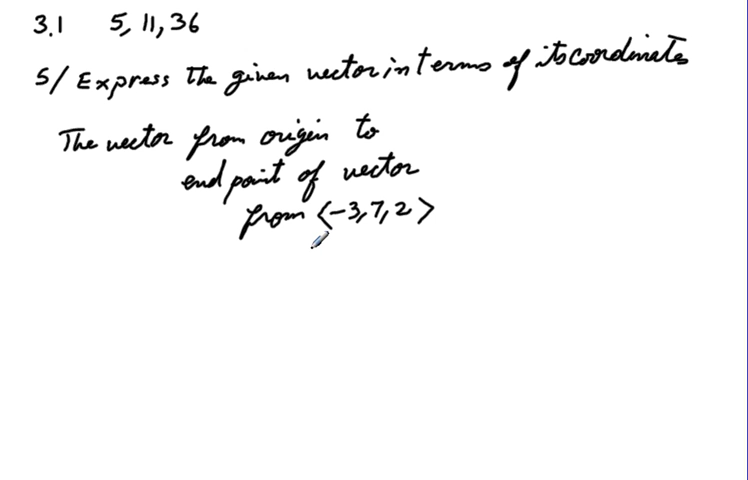 3.1 5, 11, 36
5/ Express the given vector in terms of its coordinates
The vector from origin to
end point of vector
from <-3, 7, 2>